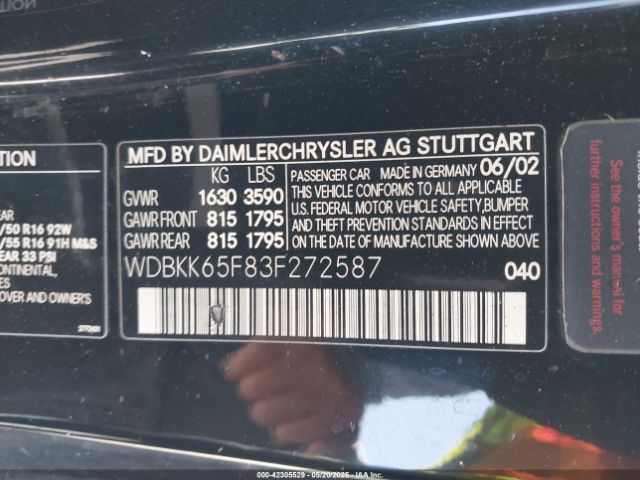 MFD BY DAIMLERCHRYSLER AG STUTTGART
KG LBS
GVWR 1630 3590
GAWR FRONT 815 1795
GAWR REAR 815 1795
PASSENGER CAR MADE IN GERMANY 06/02
THIS VEHICLE CONFORMS TO ALL APPLICABLE
U.S. FEDERAL MOTOR VEHICLE SAFETY, BUMPER
AND THEFT PREVENTION STANDARDS IN EFFECT
ON THE DATE OF MANUFACTURE SHOWN ABOVE.
WDBKK65F83F272587
040
TION
EAR
/50 R16 92W
/55 R16 91H M&S
EAR 33 PSI
CONTINENTAL,
OVER AND OWNER'S
See the owner's manual for
further instructions and warnings.
00-42305529 - 05/20/2025 - IAA Inc.